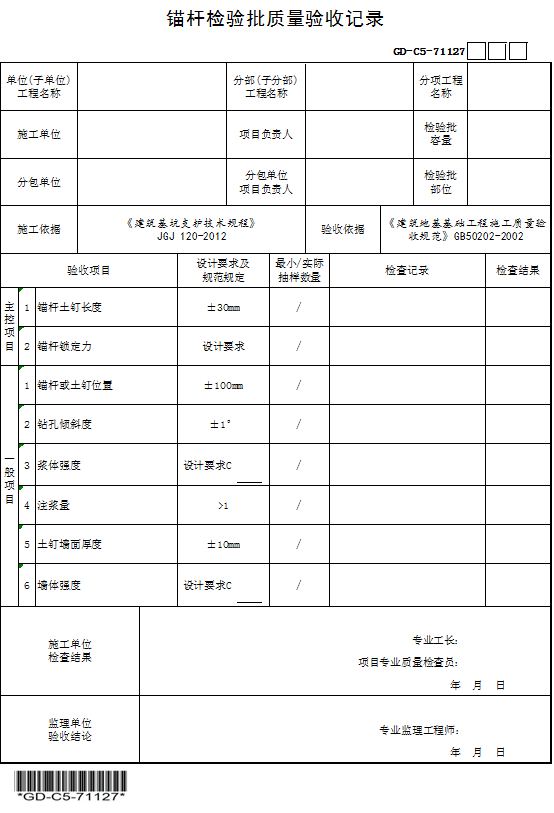 锚杆检验批质量验收记录
GD-C5-71127
单位(子单位)
工程名称
分部(子分部)
工程名称
分项工程
名称
施工单位
项目负责人
检验批
容量
分包单位
分包单位
项目负责人
检验批
部位
施工依据
《建筑基坑支护技术规程》
JGJ 120-2012
验收依据
《建筑地基基础工程施工质量验
收规范》GB50202-2002
验收项目
设计要求及
规范规定
最小/实际
抽样数量
检查记录
检查结果
主控项目
1 锚杆土钉长度 ±30mm /
2 锚杆锁定力 设计要求 /
一般项目
1 锚杆或土钉位置 ±100mm /
2 钻孔倾斜度 ±1° /
3 浆体强度 设计要求C /
4 注浆量 >1 /
5 土钉墙面厚度 ±10mm /
6 墙体强度 设计要求C /
施工单位
检查结果
专业工长:
项目专业质量检查员:
年 月 日
监理单位
验收结论
专业监理工程师:
年 月 日
*GD-C5-71127*